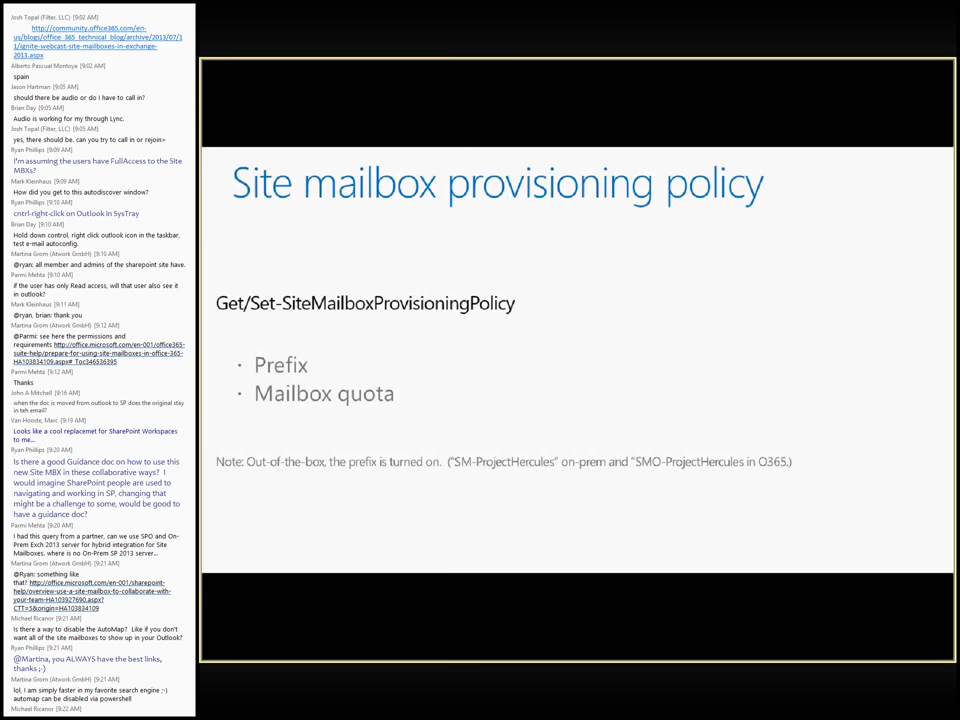 Josh Topal (Filter, LLC) [9:02 AM]
http://community.office365.com/en-
us/blogs/office_365_technical_blog/archive/2013/07/1
1/ignite-webcast-site-mailboxes-in-exchange-
2013.aspx
Alberto Pascual Montoya [9:02 AM]
spain
Jason Hartman [9:05 AM]
should there be audio or do I have to call in?
Brian Day [9:05 AM]
Audio is working for my through Lync.
Josh Topal (Filter, LLC) [9:05 AM]
yes, there should be. can you try to call in or rejoin>
Ryan Phillips [9:09 AM]
I'm assuming the users have FullAccess to the Site
MBXs?
Mark Kleinhaus [9:09 AM]
How did you get to this autodiscover window?
Ryan Phillips [9:10 AM]
cntrl-right-click on Outlook in SysTray
Brian Day [9:10 AM]
Hold down control, right click outlook icon in the taskbar,
test e-mail autoconfig.
Martina Grom (Atwork GmbH) [9:10 AM]
@ryan: all member and admins of the sharepoint site have.
Parmi Mehta [9:10 AM]
if the user has only Read access, will that user also see it
in outlook?
Mark Kleinhaus [9:11 AM]
@ryan, brian: thank you
Martina Grom (Atwork GmbH) [9:12 AM]
@Parmi: see here the permissions and
requirements http://office.microsoft.com/en-001/office365-
suite-help/prepare-for-using-site-mailboxes-in-office-365-
HA103834109.aspx#_Toc346536395
Parmi Mehta [9:12 AM]
Thanks
John A Mitchell [9:16 AM]
when the doc is moved from outlook to SP does the original stay
in teh email?
Van Hooste, Marc [9:19 AM]
Looks like a cool replacemet for SharePoint Workspaces
to me...
Ryan Phillips [9:20 AM]
Is there a good Guidance doc on how to use this
new Site MBX in these collaborative ways? I
would imagine SharePoint people are used to
navigating and working in SP, changing that
might be a challenge to some, would be good to
have a guidance doc?
Parmi Mehta [9:20 AM]
I had this query from a partner, can we use SPO and On-
Prem Exch 2013 server for hybrid integration for Site
Mailboxes. where is no On-Prem SP 2013 server...
Martina Grom (Atwork GmbH) [9:21 AM]
@Ryan: something like
that? http://office.microsoft.com/en-001/sharepoint-
help/overview-use-a-site-mailbox-to-collaborate-with-
your-team-HA103927690.aspx?
CTT=5&origin=HA103834109
Michael Ricanor [9:21 AM]
Is there a way to disable the AutoMap? Like if you don't
want all of the site mailboxes to show up in your Outlook?
Ryan Phillips [9:21 AM]
@Martina, you ALWAYS have the best links,
thanks ;-)
Martina Grom (Atwork GmbH) [9:21 AM]
lol, I am simply faster in my favorite search engine ;-)
automap can be disabled via powershell
Michael Ricanor [9:22 AM]
Site mailbox provisioning policy
Get/Set-SiteMailboxProvisioningPolicy
· Prefix
· Mailbox quota
Note: Out-of-the-box, the prefix is turned on. ("SM-ProjectHercules" on-prem and "SMO-ProjectHercules in O365.)